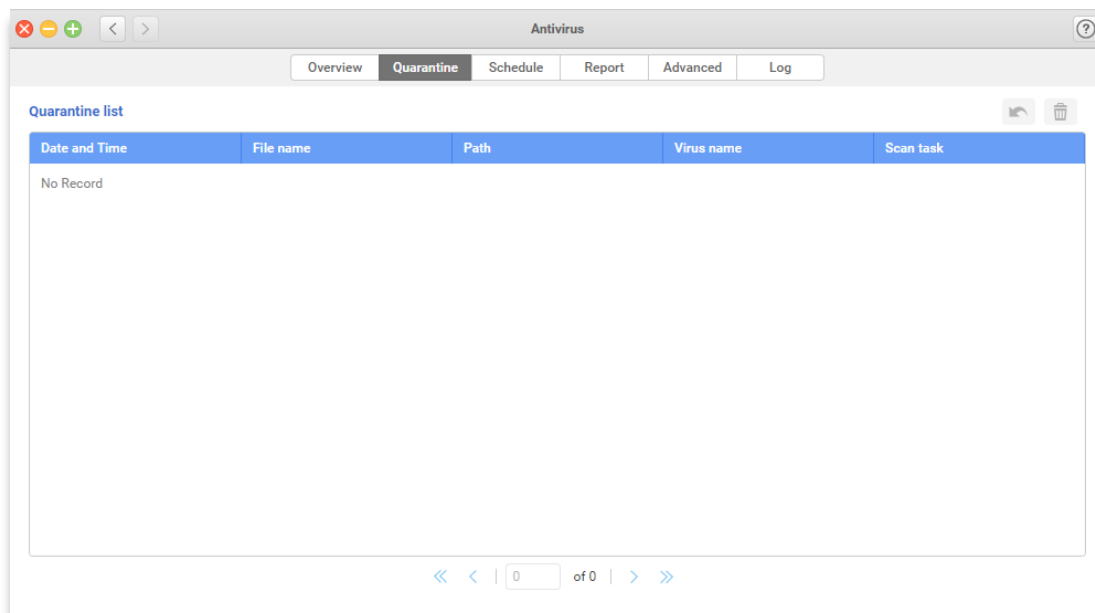 Antivirus
?
Overview Quarantine Schedule Report Advanced Log
Quarantine list
Date and Time File name Path Virus name Scan task
No Record
0 of 0